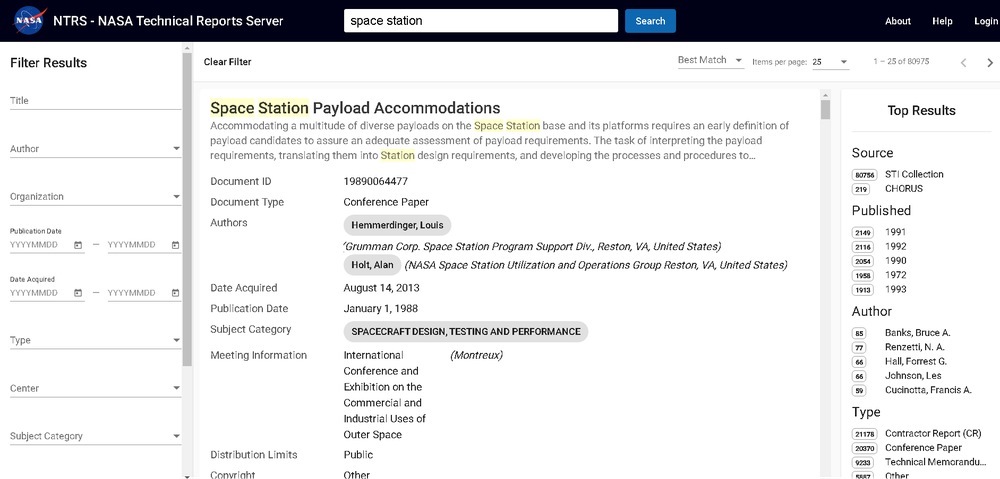 NASA
NTRS - NASA Technical Reports Server
space station
Search
About
Help
Login
Filter Results
Title
Author
Organization
Publication Date
YYYYMMDD
—
YYYYMMDD
Date Acquired
YYYYMMDD
—
YYYYMMDD
Type
Center
Subject Category
Clear Filter
Best Match
Items per page: 25
1 – 25 of 80975
Space Station Payload Accommodations
Accommodating a multitude of diverse payloads on the Space Station base and its platforms requires an early definition of
payload candidates to assure an adequate assessment of payload requirements. The task of interpreting the payload
requirements, translating them into Station design requirements, and developing the processes and procedures to...
Document ID 19890064477
Document Type Conference Paper
Authors Hemmerdinger, Louis
(Grumman Corp. Space Station Program Support Div., Reston, VA, United States)
Holt, Alan (NASA Space Station Utilization and Operations Group Reston, VA, United States)
Date Acquired August 14, 2013
Publication Date January 1, 1988
Subject Category SPACECRAFT DESIGN, TESTING AND PERFORMANCE
Meeting Information International (Montreux)
Conference and
Exhibition on the
Commercial and
Industrial Uses of
Outer Space
Distribution Limits Public
Copyright Other
Top Results
Source
80756 STI Collection
219 CHORUS
Published
2149 1991
2116 1992
2054 1990
1958 1972
1913 1993
Author
85 Banks, Bruce A.
77 Renzetti, N. A.
66 Hall, Forrest G.
66 Johnson, Les
59 Cucinotta, Francis A.
Type
21178 Contractor Report (CR)
20370 Conference Paper
9233 Technical Memorandu...
5887 Other